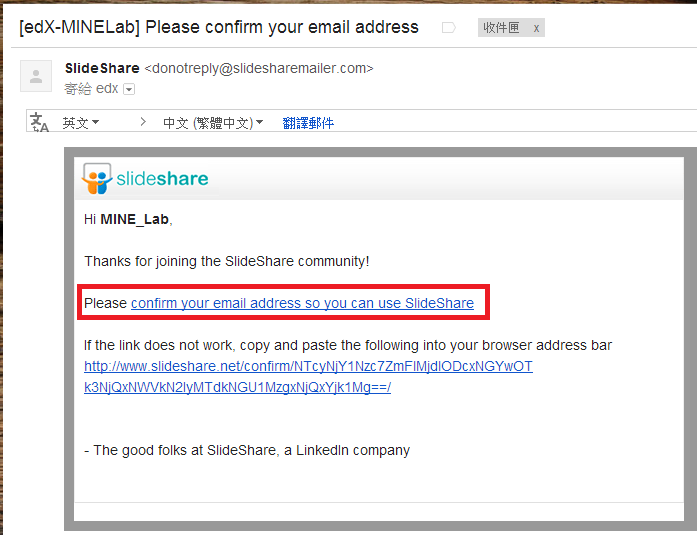 [edX-MINELab] Please confirm your email address 收件匣 x
SlideShare <donotreply@slidesharemailer.com>
寄給 edx
文A 英文 > 中文 (繁體中文) 翻譯郵件
slideshare
Hi MINE_Lab,
Thanks for joining the SlideShare community!
Please confirm your email address so you can use SlideShare
If the link does not work, copy and paste the following into your browser address bar
http://www.slideshare.net/confirm/NTcyNjY1Nzc7ZmFlMjdlODcxNGYwOT
k3NjQxNWVkN2IyMTdkNGU1MzgxNjQxYjk1Mg==/
- The good folks at SlideShare, a LinkedIn company